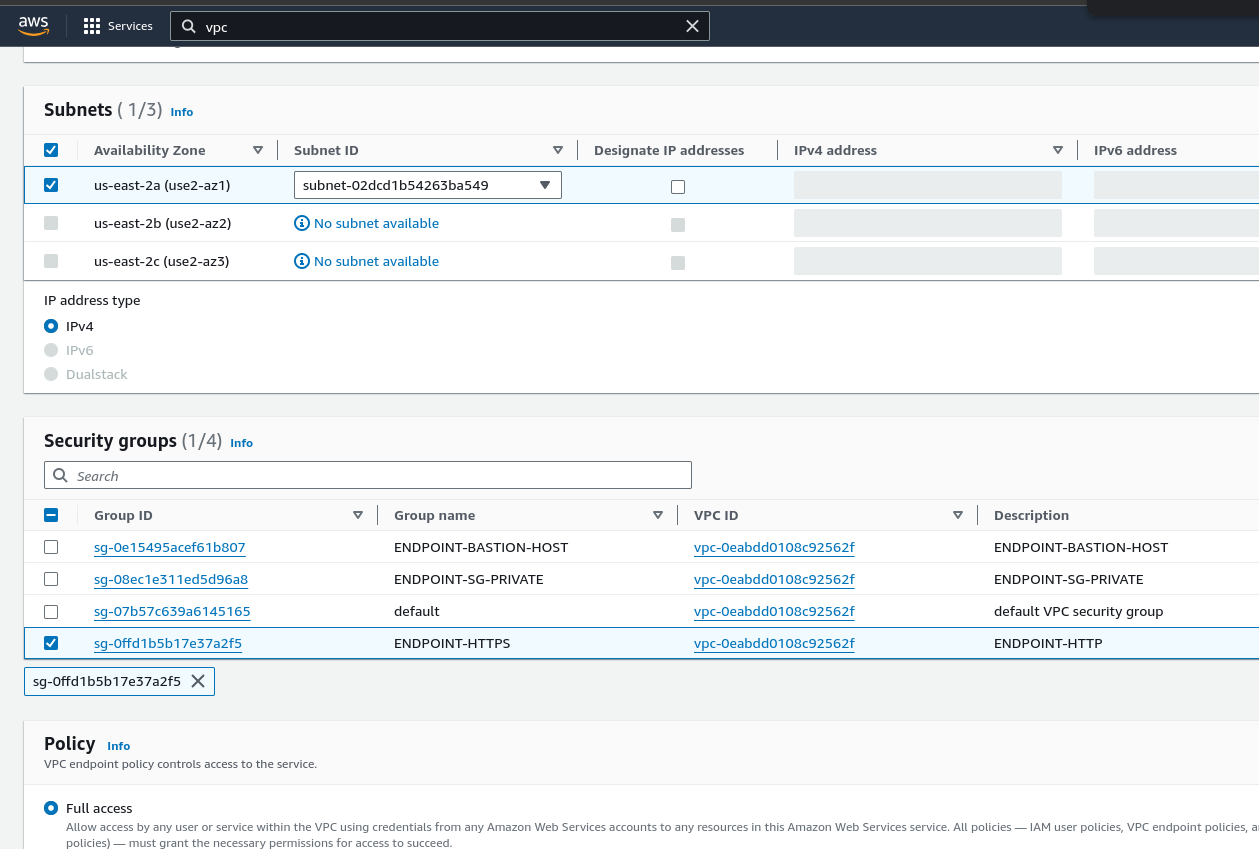 aws Services vpc
Subnets ( 1/3) Info
Availability Zone Subnet ID Designate IP addresses IPv4 address IPv6 address
us-east-2a (use2-az1) subnet-02dcd1b54263ba549
us-east-2b (use2-az2) No subnet available
us-east-2c (use2-az3) No subnet available
IP address type
IPv4
IPv6
Dualstack
Security groups (1/4) Info
Search
Group ID Group name VPC ID Description
sg-0e15495acef61b807 ENDPOINT-BASTION-HOST vpc-0eabdd0108c92562f ENDPOINT-BASTION-HOST
sg-08ec1e311ed5d96a8 ENDPOINT-SG-PRIVATE vpc-0eabdd0108c92562f ENDPOINT-SG-PRIVATE
sg-07b57c639a6145165 default vpc-0eabdd0108c92562f default VPC security group
sg-0ffd1b5b17e37a2f5 ENDPOINT-HTTPS vpc-0eabdd0108c92562f ENDPOINT-HTTP
sg-0ffd1b5b17e37a2f5
Policy Info
VPC endpoint policy controls access to the service.
Full access
Allow access by any user or service within the VPC using credentials from any Amazon Web Services accounts to any resources in this Amazon Web Services service. All policies — IAM user policies, VPC endpoint policies,
policies) — must grant the necessary permissions for access to succeed.